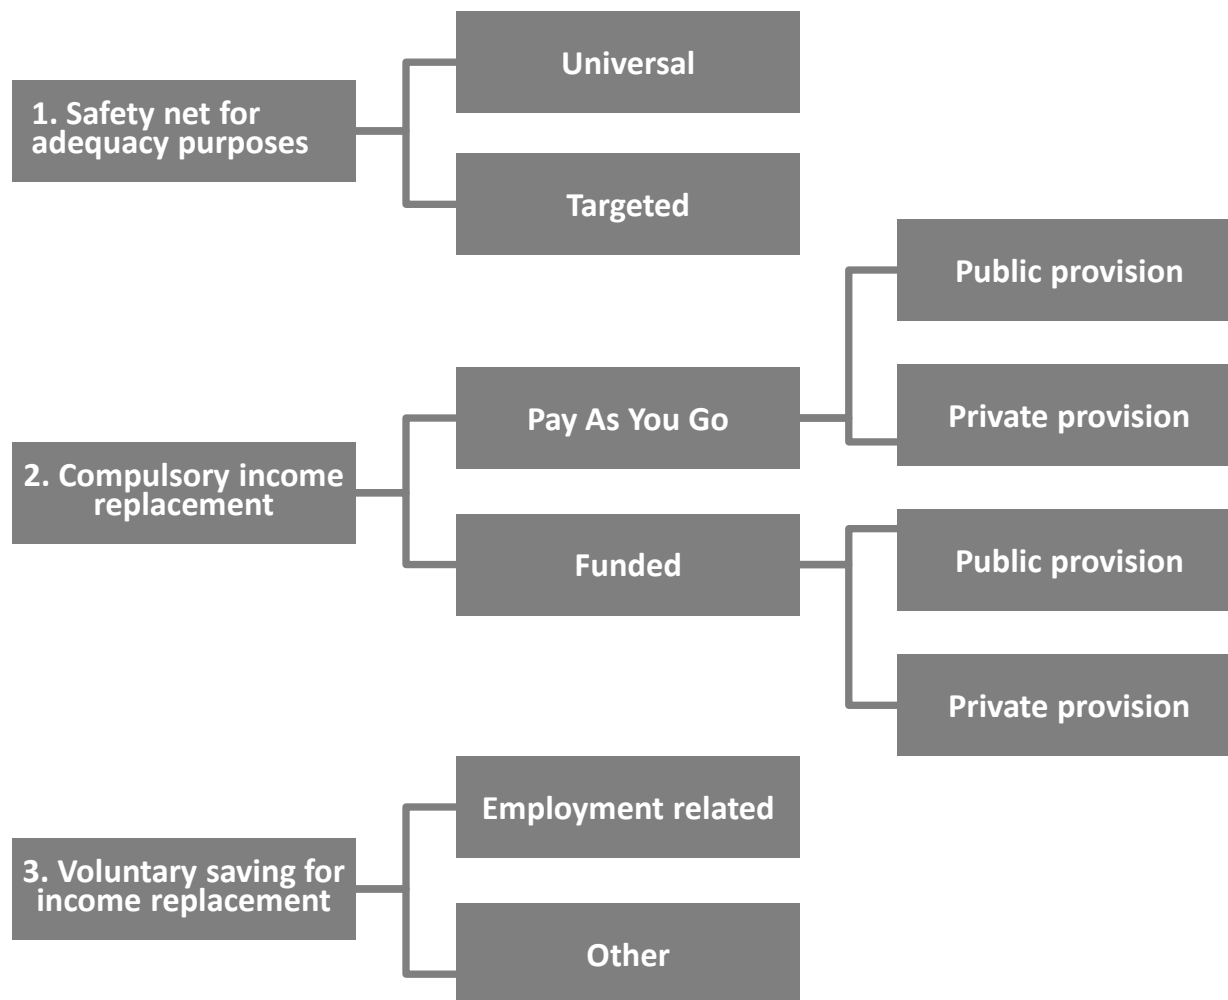 Universal
1. Safety net for
adequacy purposes
Targeted
Public provision
Pay As You Go
Private provision
2. Compulsory income
replacement
Funded
Public provision
Private provision
Employment related
3. Voluntary saving for
income replacement
Other